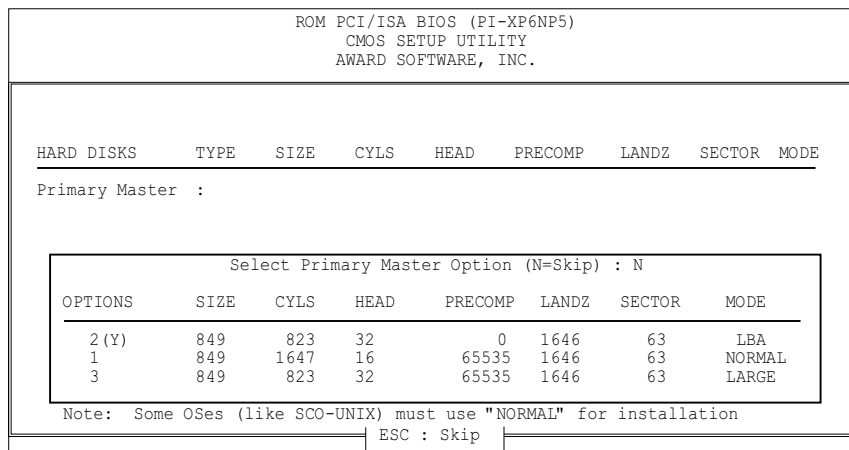 ROM PCI/ISA BIOS (PI-XP6NP5)
CMOS SETUP UTILITY
AWARD SOFTWARE, INC.
HARD DISKS TYPE SIZE CYLS HEAD PRECOMP LANDZ SECTOR MODE
Primary Master :
Select Primary Master Option (N=Skip) : N
OPTIONS SIZE CYLS HEAD PRECOMP LANDZ SECTOR MODE
2(Y) 849 823 32 0 1646 63 LBA
1 849 1647 16 65535 1646 63 NORMAL
3 849 823 32 65535 1646 63 LARGE
Note: Some OSes (like SCO-UNIX) must use "NORMAL" for installation
ESC : Skip